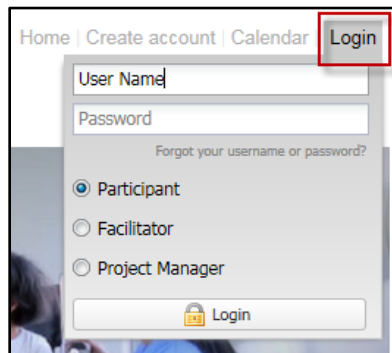 Home | Create account | Calendar | Login
User Name
Password
Forgot your username or password?
Participant
Facilitator
Project Manager
Login